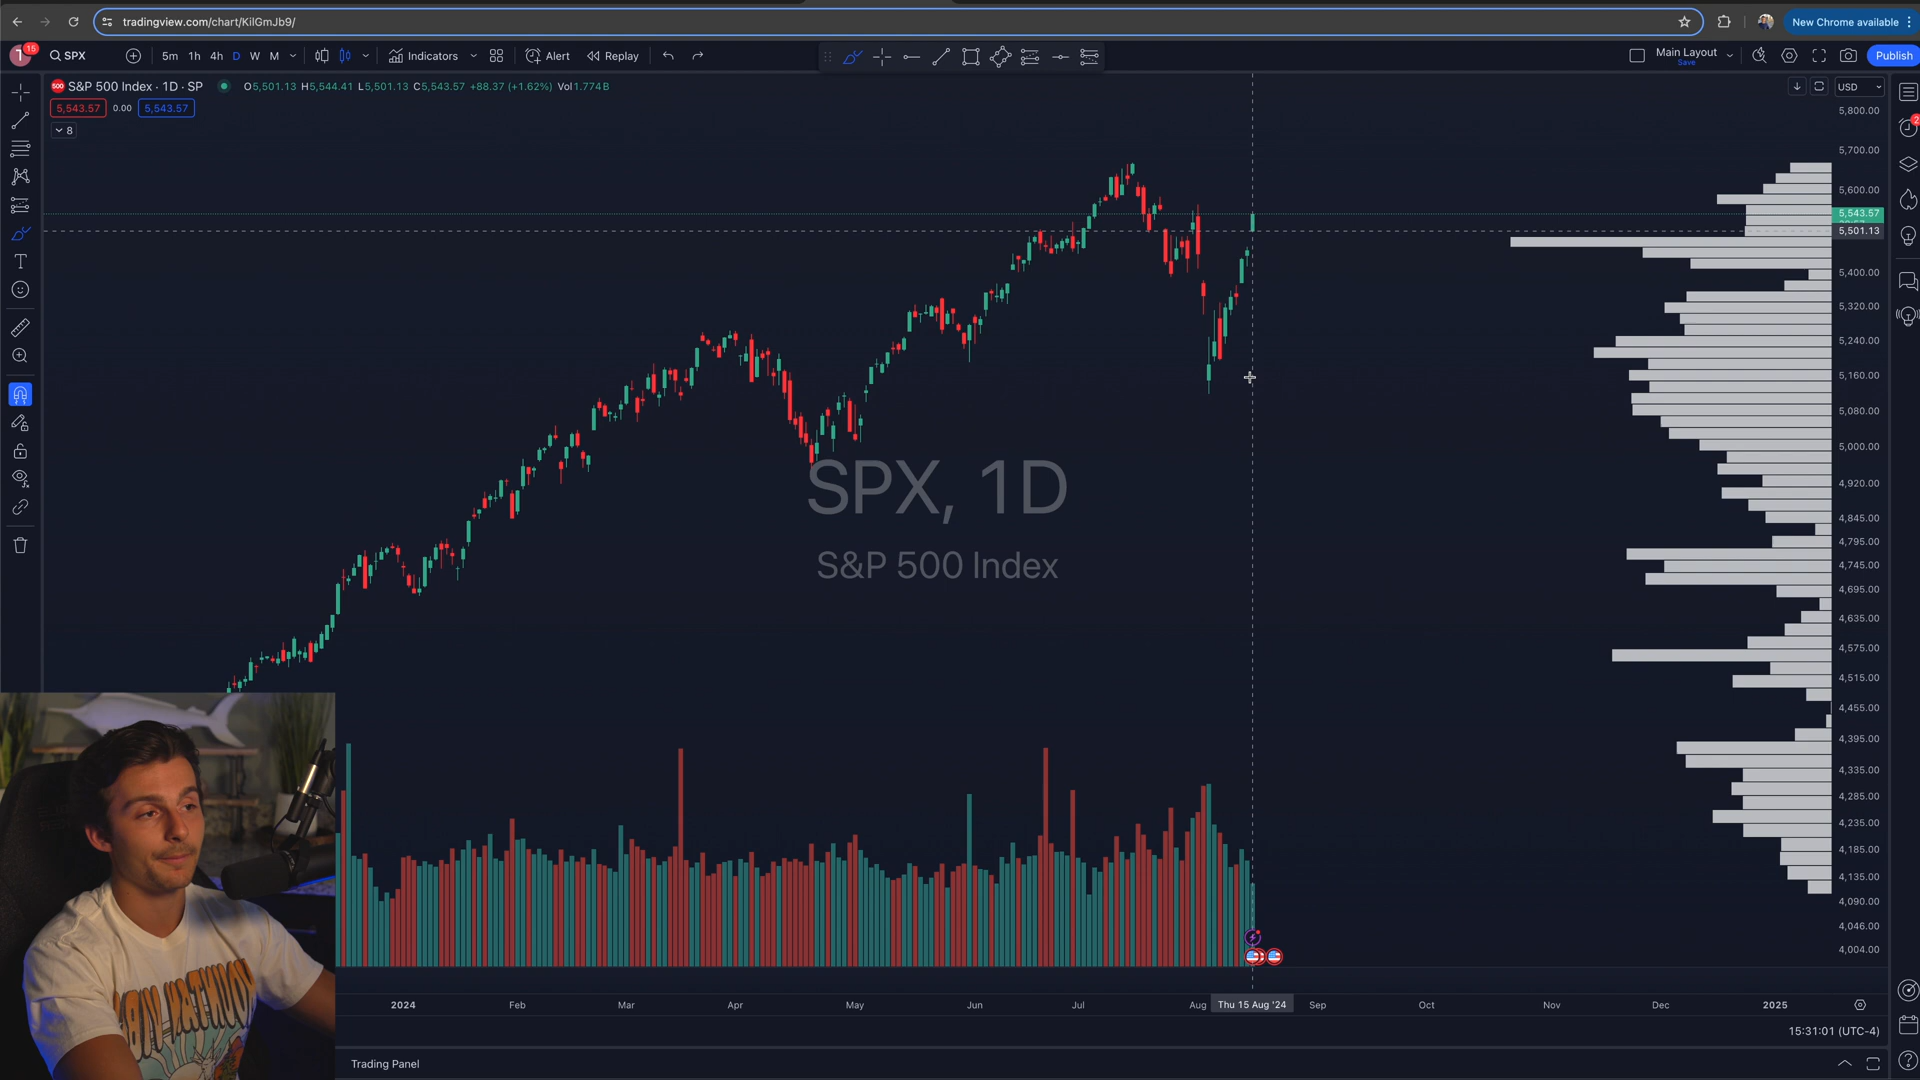 tradingview.com/chart/KilGmJb9/
New Chrome available
15
SPX
5m 1h 4h D W M
Indicators
Alert
Replay
Main Layout
Save
Publish
500 S&P 500 Index · 1D · SP
O5,501.13 H5,544.41 L5,501.13 C5,543.57 +88.37 (+1.62%) Vol1.774B
USD
5,543.57 0.00 5,543.57
8
2
5,800.00
5,700.00
5,600.00
5,543.57
5,501.13
5,400.00
5,320.00
5,240.00
5,160.00
5,080.00
5,000.00
4,920.00
4,845.00
4,795.00
4,745.00
4,695.00
4,635.00
4,575.00
4,515.00
4,455.00
4,395.00
4,335.00
4,285.00
4,235.00
4,185.00
4,135.00
4,090.00
4,046.00
4,004.00
SPX, 1D
S&P 500 Index
2024 Feb Mar Apr May Jun Jul Aug Thu 15 Aug '24 Sep Oct Nov Dec 2025
15:31:01 (UTC-4)
Trading Panel